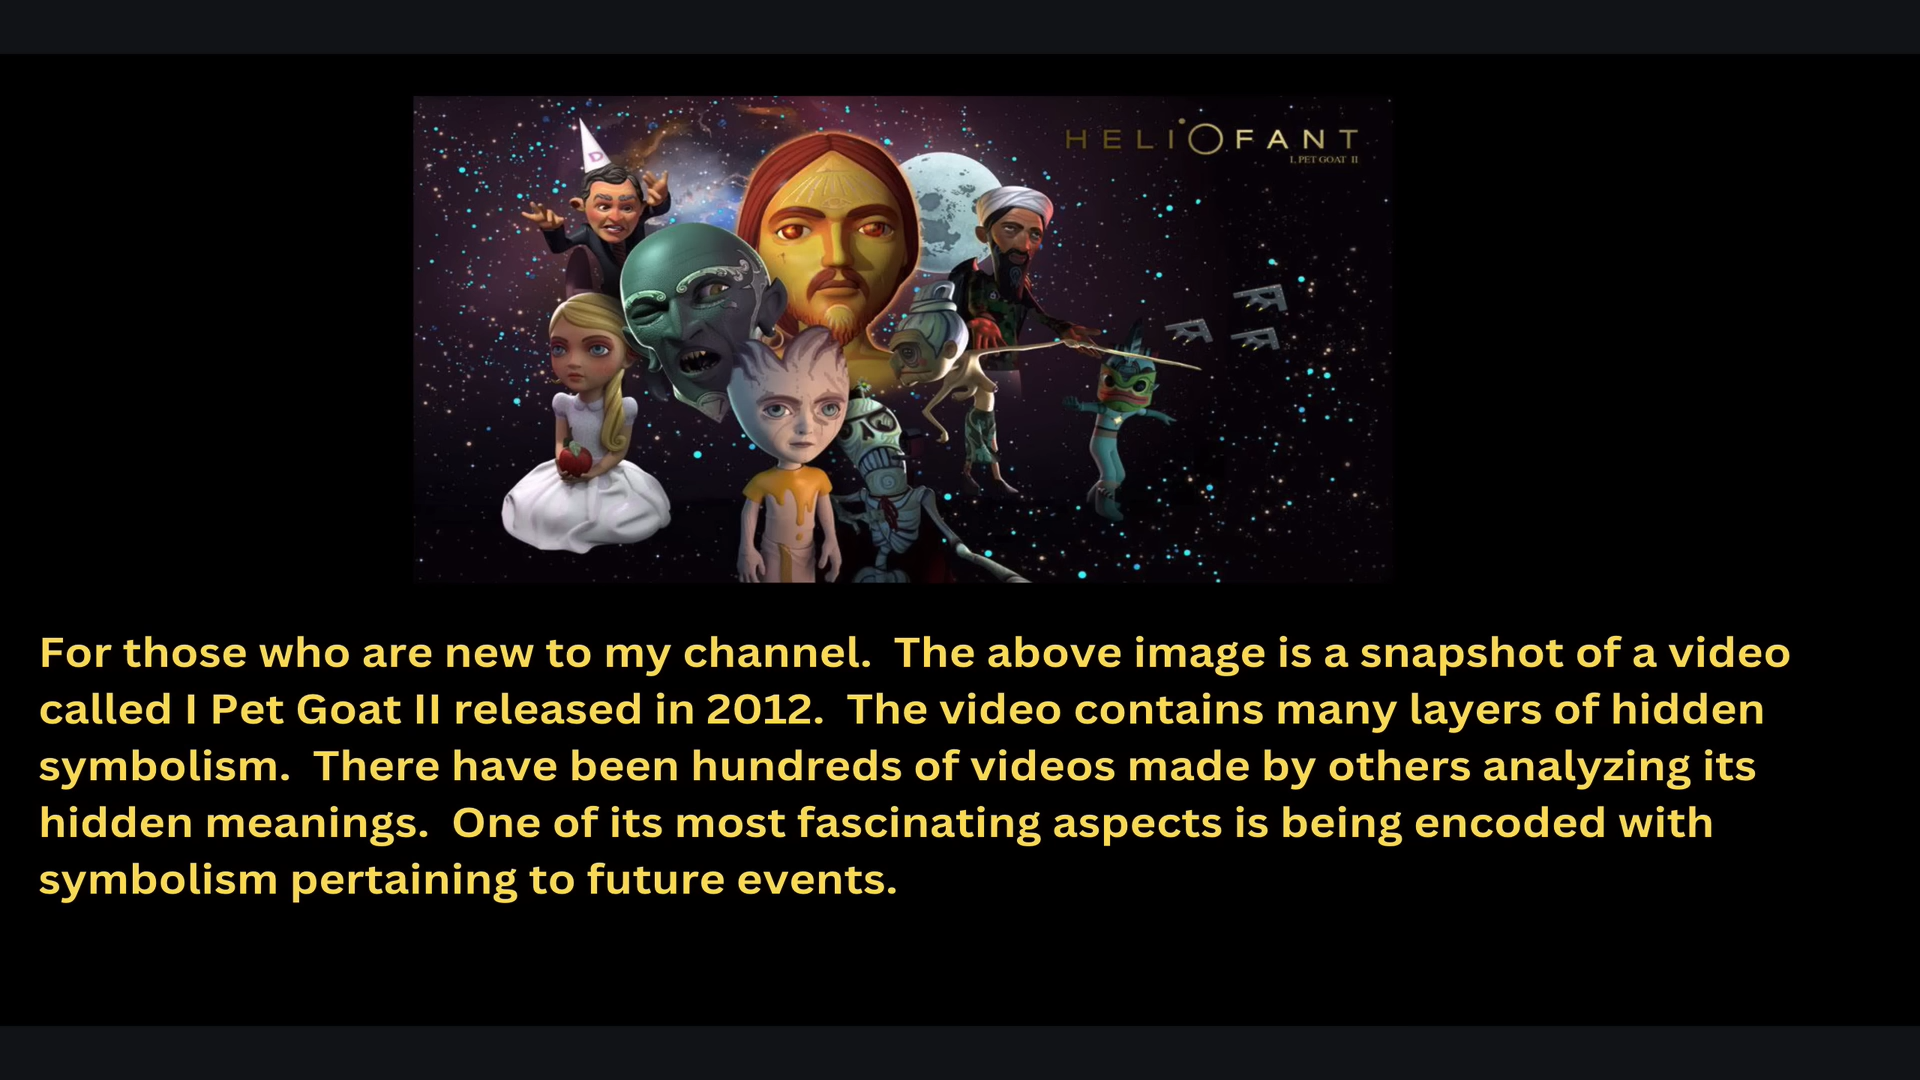 HELIOFANT
I, PET GOAT II
D
For those who are new to my channel.  The above image is a snapshot of a video
called I Pet Goat II released in 2012.  The video contains many layers of hidden
symbolism.  There have been hundreds of videos made by others analyzing its
hidden meanings.  One of its most fascinating aspects is being encoded with
symbolism pertaining to future events.